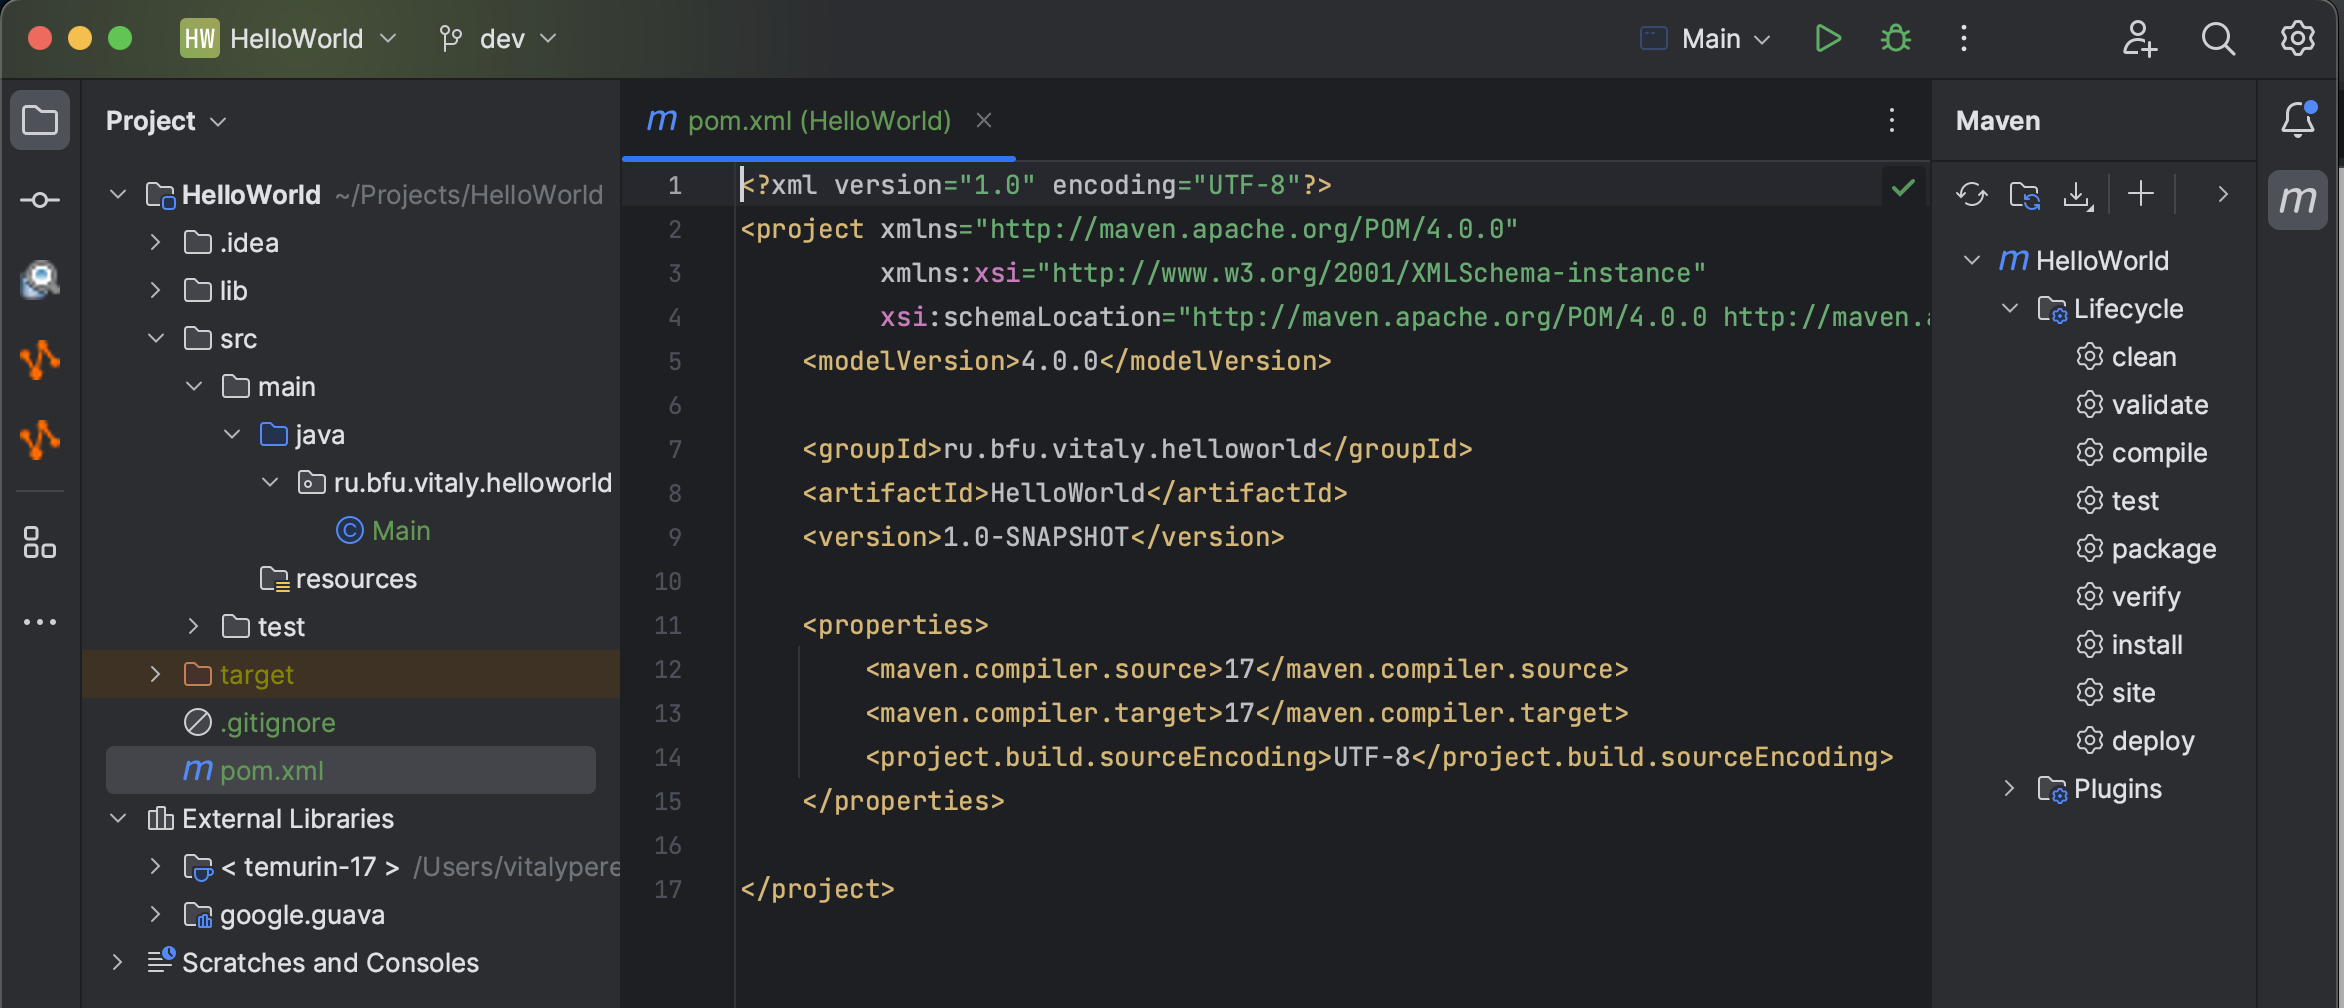 HW HelloWorld
dev
Main
Project
HelloWorld ~/Projects/HelloWorld
.idea
lib
src
main
java
ru.bfu.vitaly.helloworld
Main
resources
test
target
.gitignore
pom.xml
External Libraries
< temurin-17 > /Users/vitalypere
google.guava
Scratches and Consoles
pom.xml (HelloWorld)
1 <?xml version="1.0" encoding="UTF-8"?>
2 <project xmlns="http://maven.apache.org/POM/4.0.0"
3 xmlns:xsi="http://www.w3.org/2001/XMLSchema-instance"
4 xsi:schemaLocation="http://maven.apache.org/POM/4.0.0 http://maven.
5 <modelVersion>4.0.0</modelVersion>
6
7 <groupId>ru.bfu.vitaly.helloworld</groupId>
8 <artifactId>HelloWorld</artifactId>
9 <version>1.0-SNAPSHOT</version>
10
11 <properties>
12 <maven.compiler.source>17</maven.compiler.source>
13 <maven.compiler.target>17</maven.compiler.target>
14 <project.build.sourceEncoding>UTF-8</project.build.sourceEncoding>
15 </properties>
16
17 </project>
Maven
HelloWorld
Lifecycle
clean
validate
compile
test
package
verify
install
site
deploy
Plugins